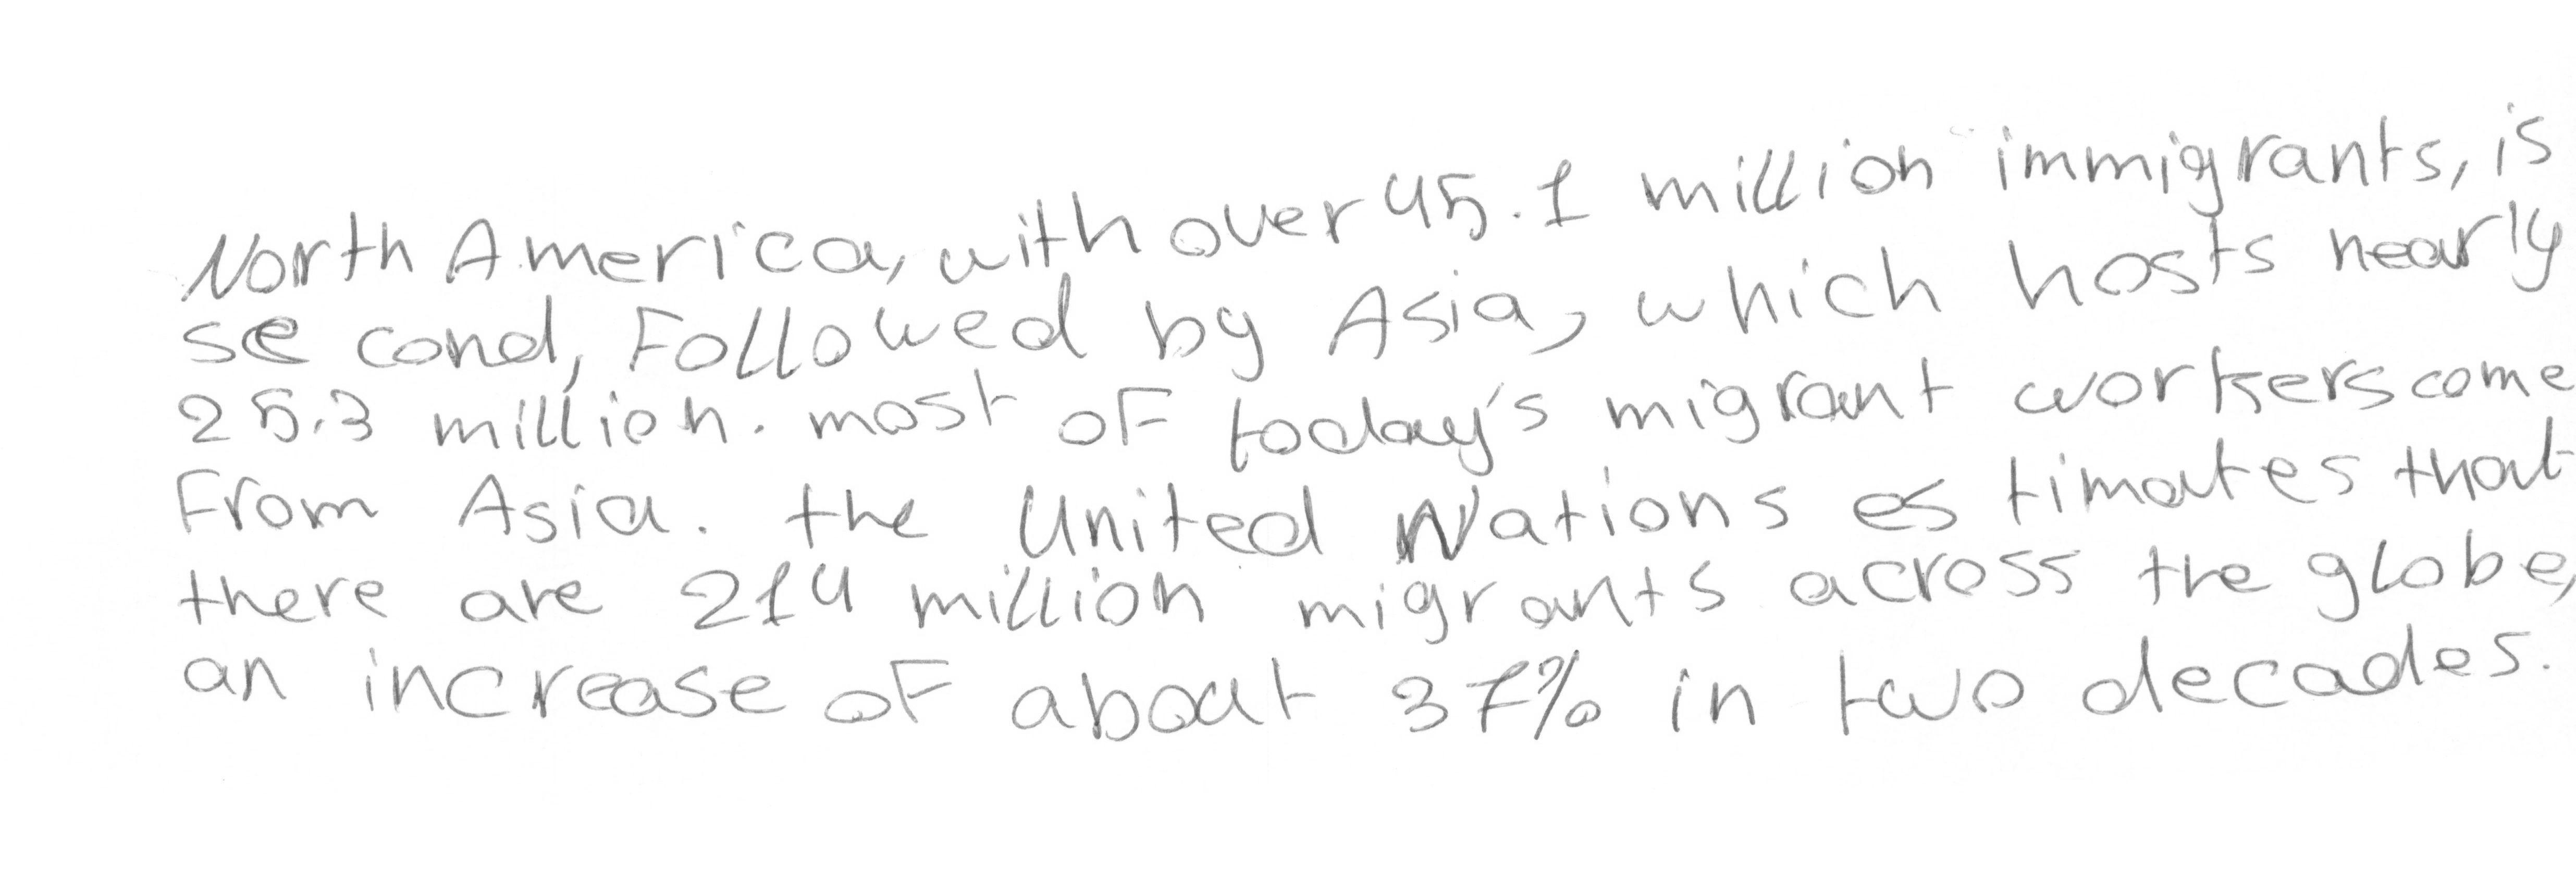 North America, with over 45.1 million immigrants, is
second, Followed by Asia, which hosts nearly
25.3 million. most of today's migrant workers come
From Asia. the United Nations estimates that
there are 214 million migrants across the globe,
an increase of about 37% in two decades.